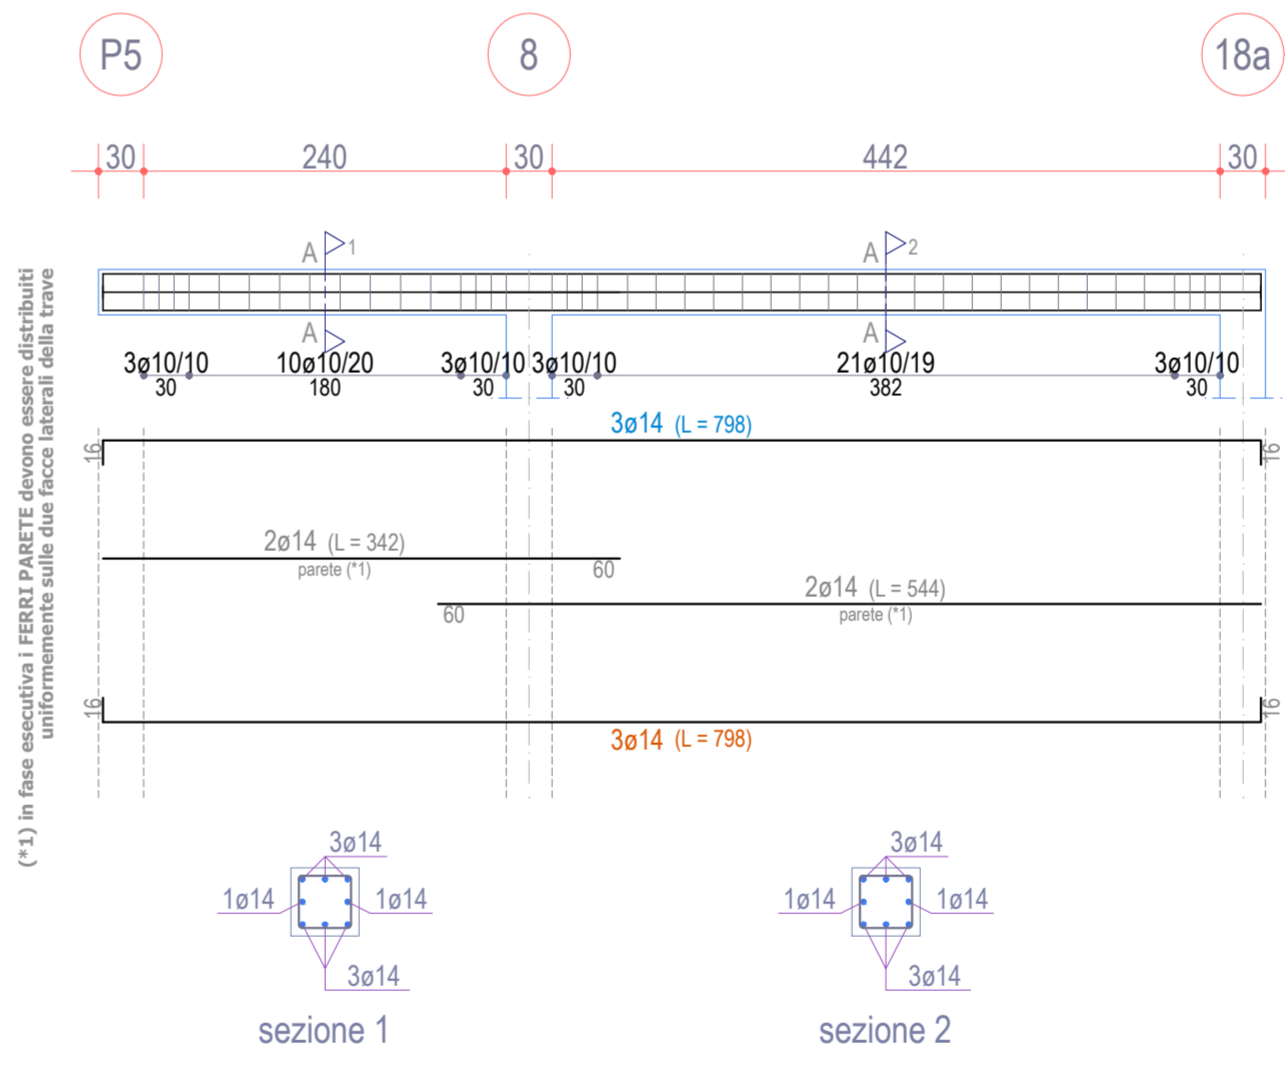 P5 8 18a
30 240 30 442 30
A 1 A 2
A A
3ø10/10 10ø10/20 3ø10/10 3ø10/10 21ø10/19 3ø10/10
30 180 30 30 382 30
3ø14 (L = 798)
16 16
2ø14 (L = 342)
parete (*1) 60
2ø14 (L = 544)
60 parete (*1)
16 16
3ø14 (L = 798)
(*1) in fase esecutiva i FERRI PARETE devono essere distribuiti
uniformemente sulle due facce laterali della trave
3ø14 3ø14
1ø14 1ø14 1ø14 1ø14
3ø14 3ø14
sezione 1 sezione 2